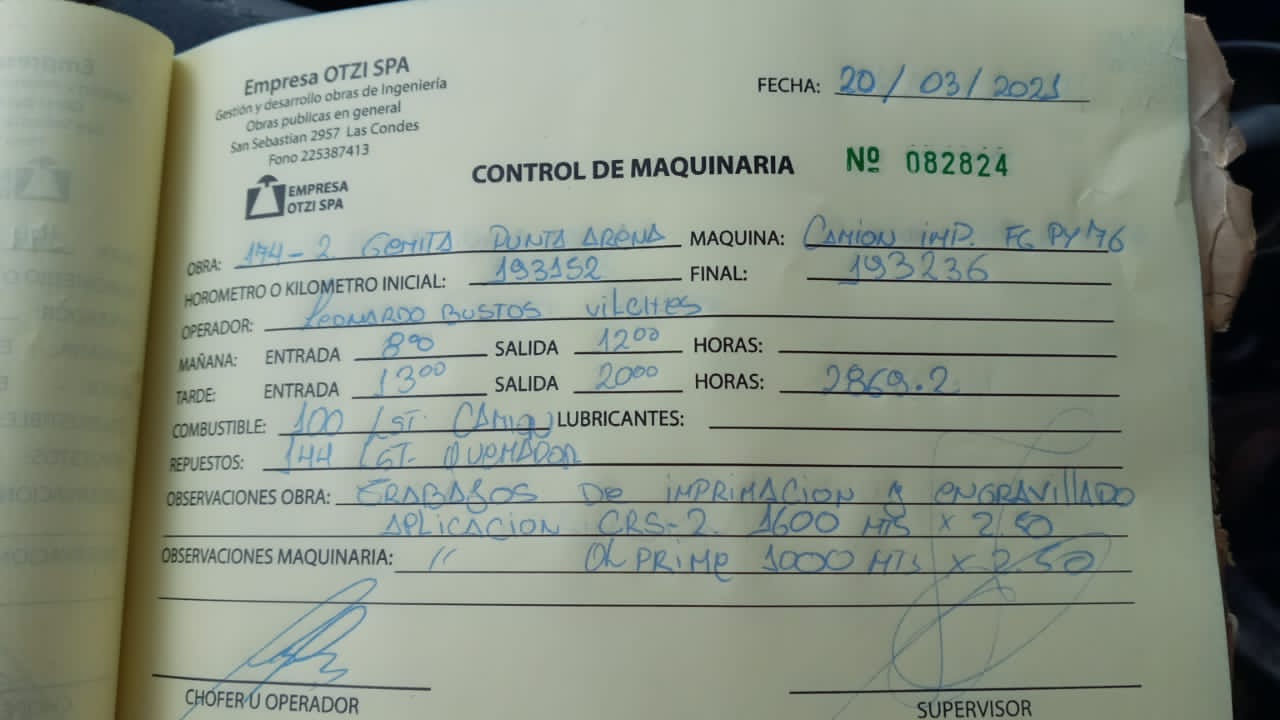 Empresa OTZI SPA
Gestión y desarrollo obras de Ingeniería
Obras publicas en general
San Sebastian 2957 Las Condes
Fono 225387413
EMPRESA
OTZI SPA
FECHA: 20 / 03 / 2021
CONTROL DE MAQUINARIA Nº 082824
OBRA: 174-2 GOMITA PUNTA ARENA MAQUINA: CAMION IMP. FG PY 76
HOROMETRO O KILOMETRO INICIAL: 193152 FINAL: 193236
OPERADOR: LEONARDO BUSTOS VILCHES
MAÑANA: ENTRADA 8:00 SALIDA 12:00 HORAS:
TARDE: ENTRADA 13:00 SALIDA 20:00 HORAS: 2869.2
COMBUSTIBLE: 100 LST. CAMION LUBRICANTES:
REPUESTOS: 144 LST. QUEMADOR
OBSERVACIONES OBRA: TRABAJOS DE IMPRIMACION y ENGRAVILLADO
APLICACION CRS-2 1600 MTS x 2.50
OBSERVACIONES MAQUINARIA: // OL PRIME 1000 MTS x 2.50
CHOFER U OPERADOR
SUPERVISOR